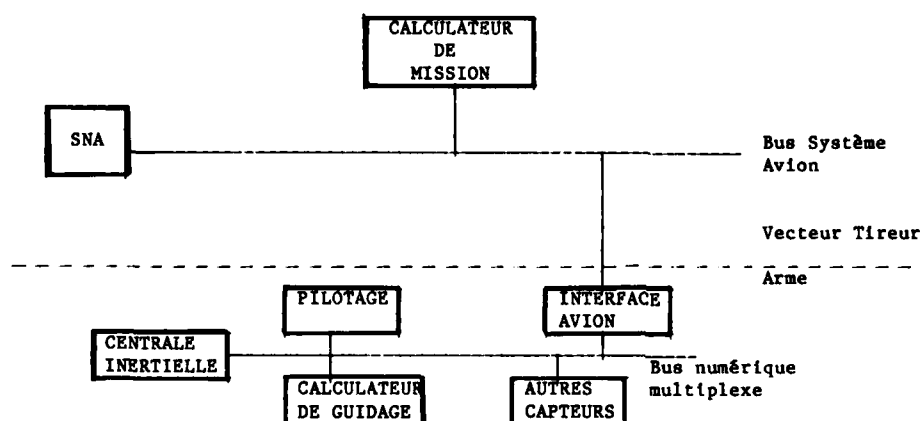 CALCULATEUR
DE
MISSION
SNA
Bus Système
Avion
Vecteur Tireur
Arme
PILOTAGE
INTERFACE
AVION
CENTRALE
INERTIELLE
Bus numérique
multiplexe
CALCULATEUR
DE GUIDAGE
AUTRES
CAPTEURS